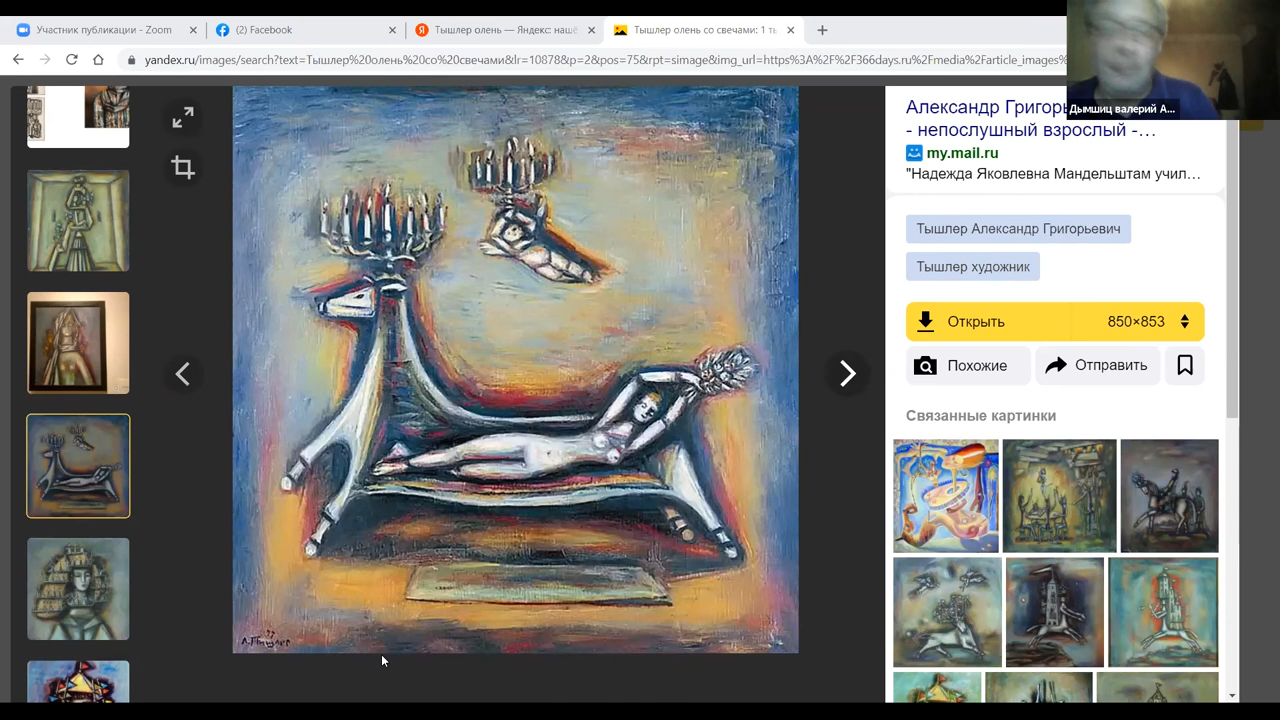 Участник публикации - Zoom
(2) Facebook
Тышлер олень — Яндекс: наш
Тышлер олень со свечами: 1 т
yandex.ru/images/search?text=Тышлер%20олень%20со%20свечами&lr=10878&p=2&pos=75&rpt=simage&img_url=https%3A%2F%2F366days.ru%2Fmedia%2Farticle_images%
Дымшиц валерий А...
Александр Григорь
- непослушный взрослый -...
my.mail.ru
"Надежда Яковлевна Мандельштам учил...
Тышлер Александр Григорьевич
Тышлер художник
Открыть 850×853
Похожие Отправить
Связанные картинки
А.Тышлер